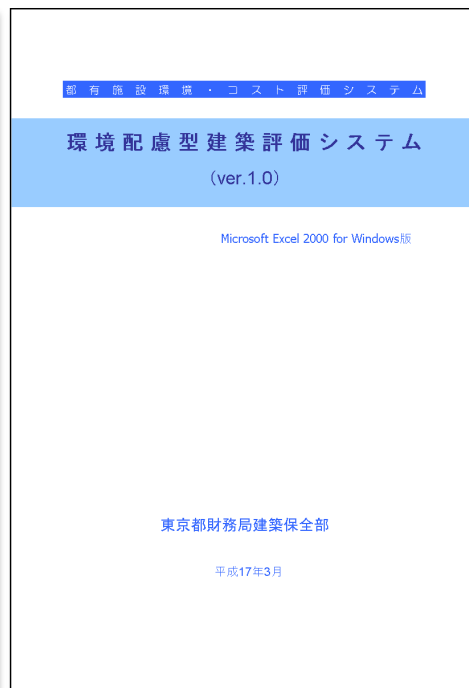 都有施設環境・コスト評価システム
環境配慮型建築評価システム
(ver.1.0)
Microsoft Excel 2000 for Windows版
東京都財務局建築保全部
平成17年3月